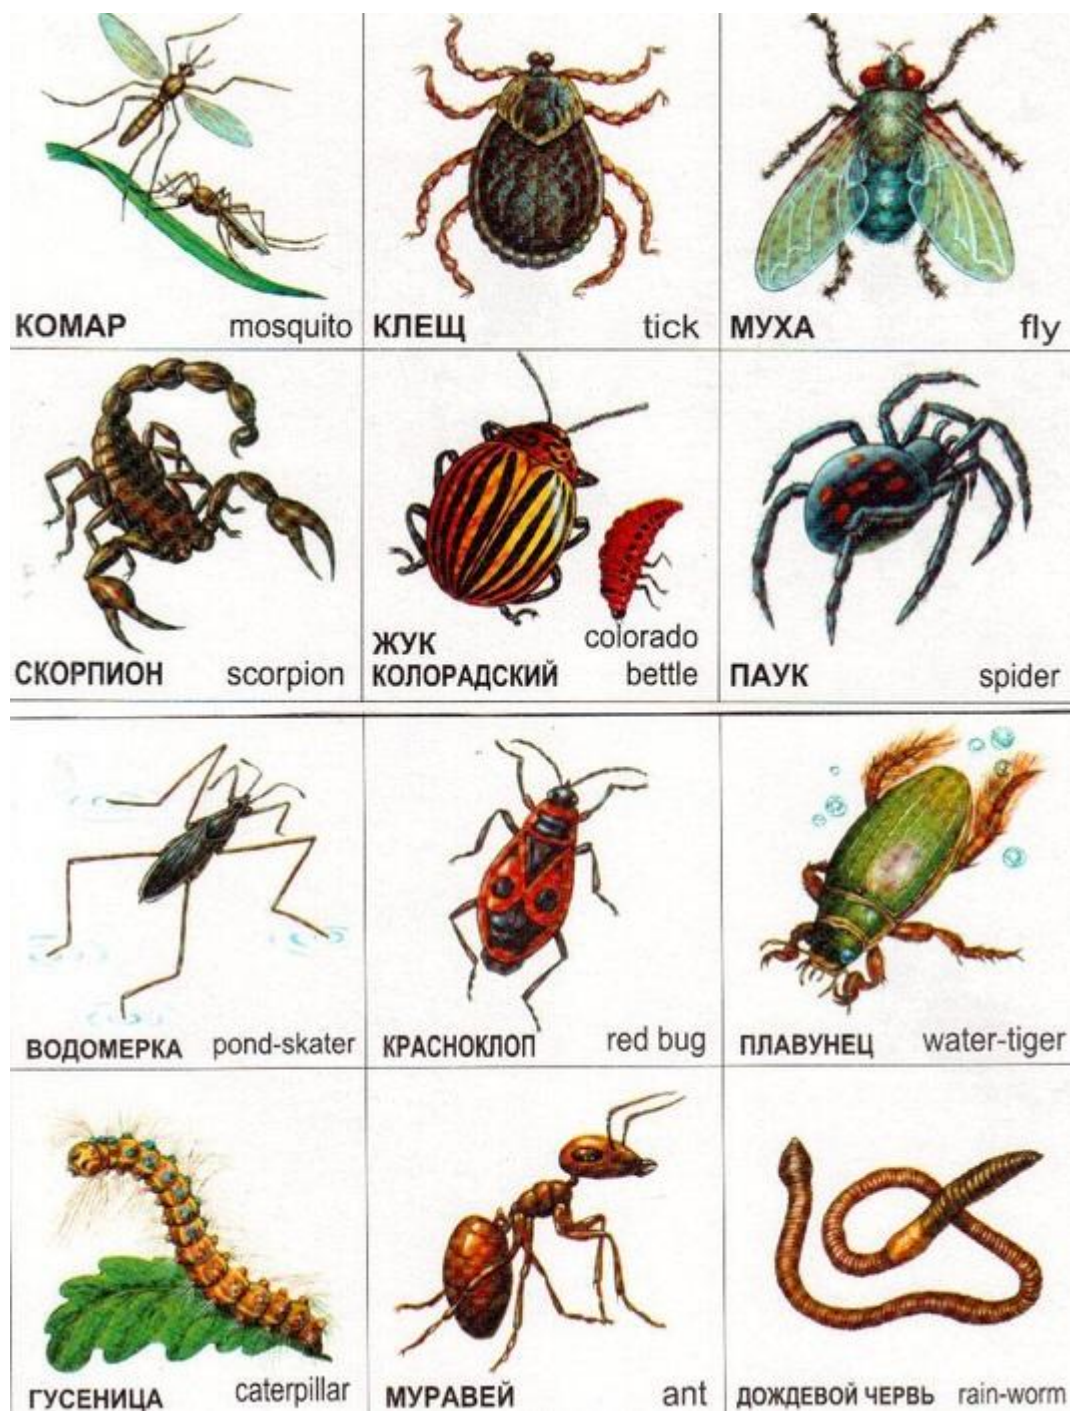 КОМАР mosquito
КЛЕЩ tick
МУХА fly
СКОРПИОН scorpion
ЖУК
КОЛОРАДСКИЙ
colorado
bettle
ПАУК spider
ВОДОМЕРКА pond-skater
КРАСНОКЛОП red bug
ПЛАВУНЕЦ water-tiger
ГУСЕНИЦА caterpillar
МУРАВЕЙ ant
ДОЖДЕВОЙ ЧЕРВЬ rain-worm